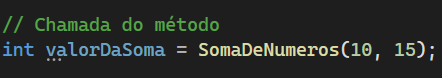 // Chamada do método
int valorDaSoma = SomaDeNumeros(10, 15);